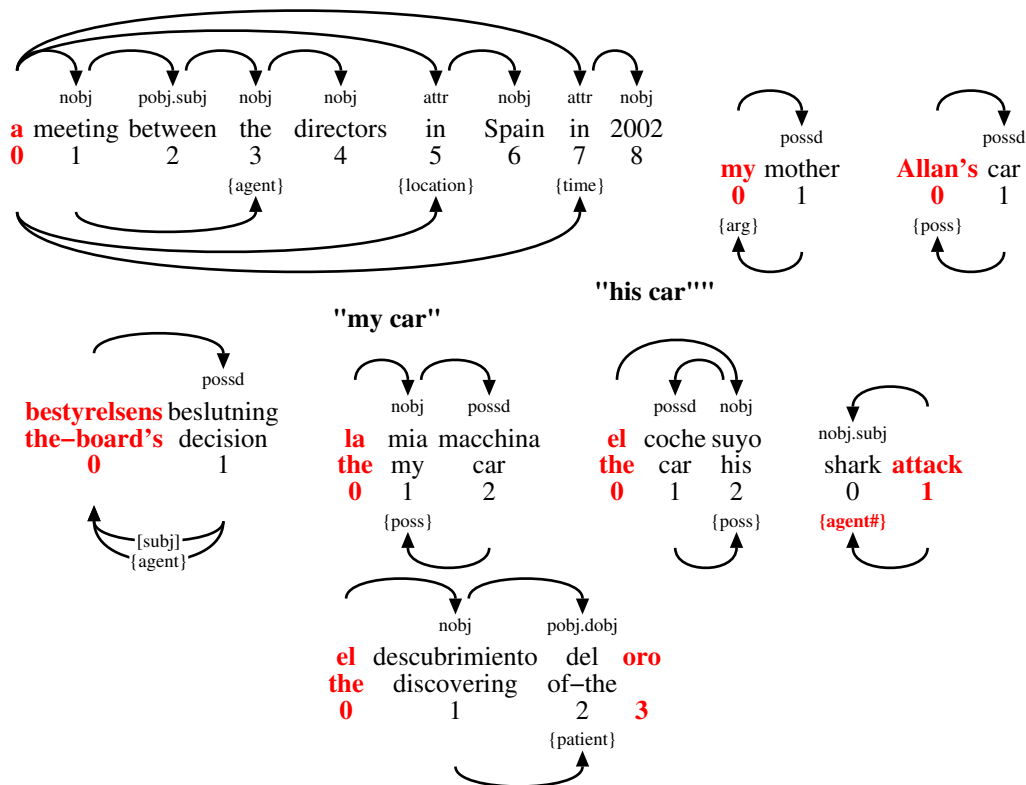 nobj pobj.subj nobj nobj attr nobj attr nobj
a meeting between the directors in Spain in 2002
0 1 2 3 4 5 6 7 8
{agent} {location} {time}
possd
my mother
0 1
{arg}
possd
Allan's car
0 1
{poss}
possd
bestyrelsens beslutning
the−board's decision
0 1
[subj]
{agent}
"my car"
nobj possd
la mia macchina
the my car
0 1 2
{poss}
"his car""
possd nobj
el coche suyo
the car his
0 1 2
{poss}
nobj.subj
shark attack
0 1
{agent#}
nobj pobj.dobj
el descubrimiento del oro
the discovering of−the
0 1 2 3
{patient}